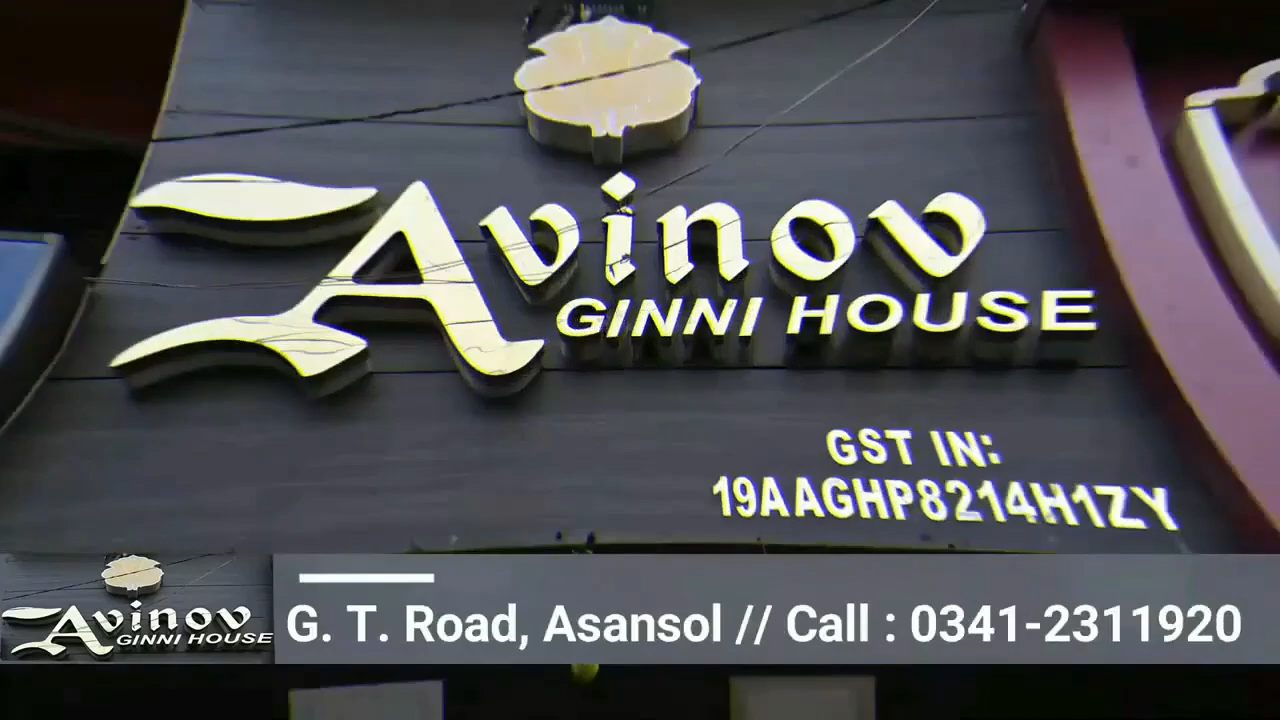 Avinov
GINNI HOUSE
GST IN:
19AAGHP8214H1ZY
Avinov
GINNI HOUSE
G. T. Road, Asansol // Call : 0341-2311920